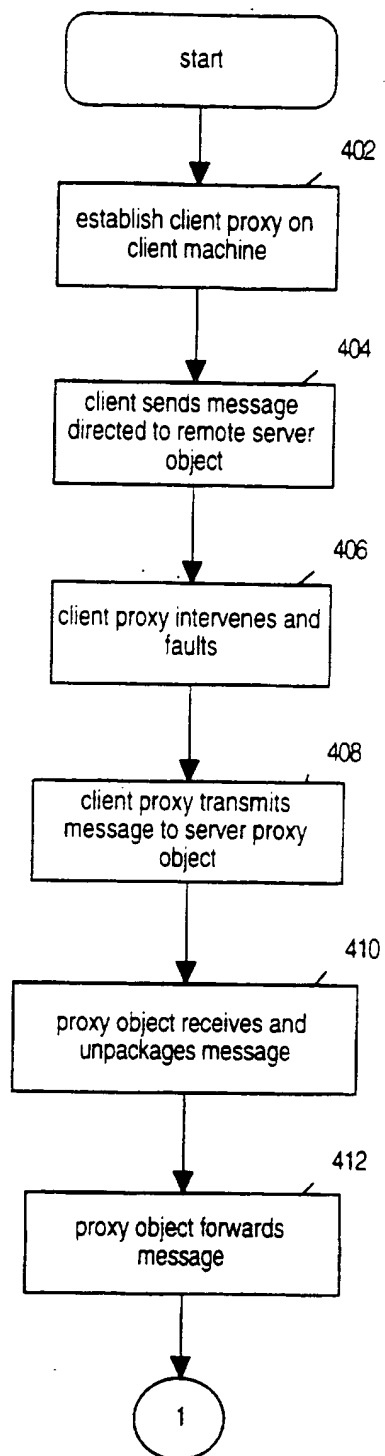 start
402
establish client proxy on
client machine
404
client sends message
directed to remote server
object
406
client proxy intervenes and
faults
408
client proxy transmits
message to server proxy
object
410
proxy object receives and
unpackages message
412
proxy object forwards
message
1